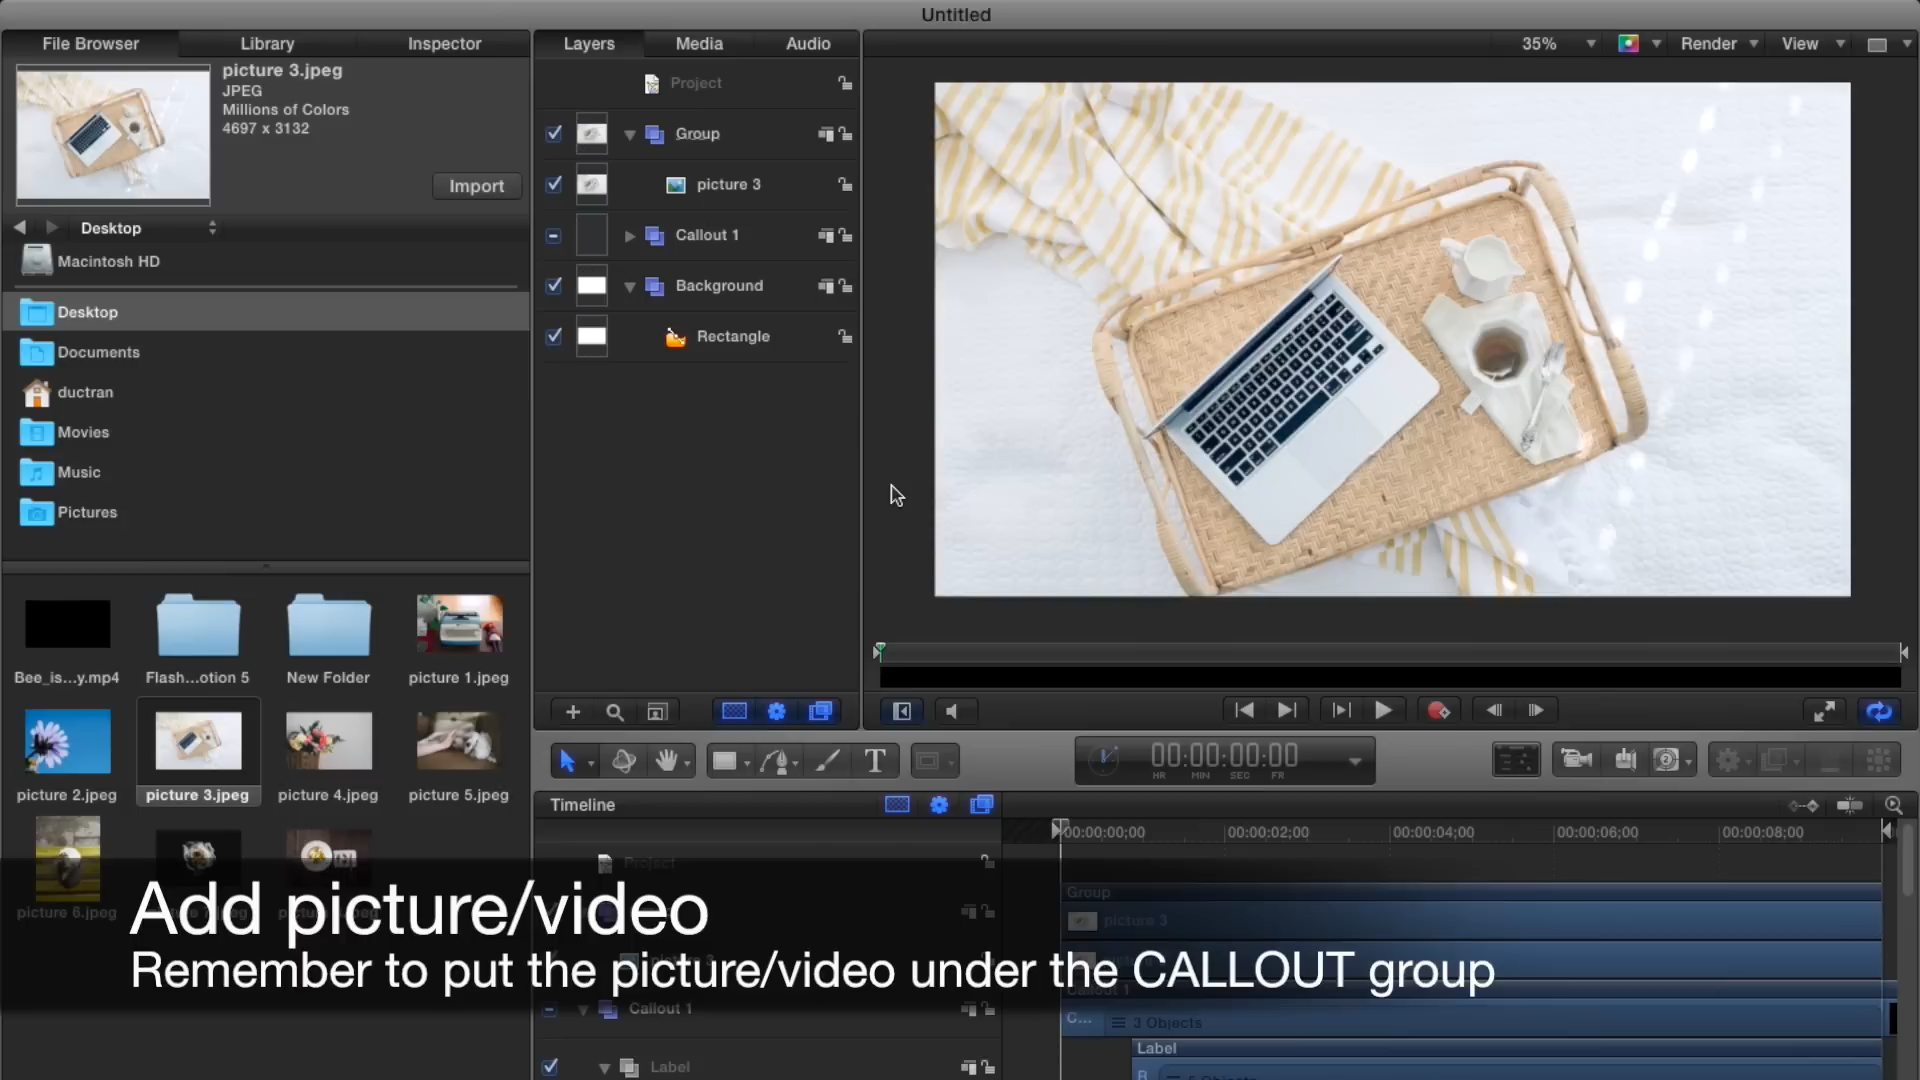 Untitled
File Browser
Library
Inspector
picture 3.jpeg
JPEG
Millions of Colors
4697 x 3132
Import
Desktop
Macintosh HD
Desktop
Documents
ductran
Movies
Music
Pictures
Bee_is...y.mp4
Flash...otion 5
New Folder
picture 1.jpeg
picture 2.jpeg
picture 3.jpeg
picture 4.jpeg
picture 5.jpeg
picture 6.jpeg
Layers
Media
Audio
Project
Group
picture 3
Callout 1
Background
Rectangle
35%
Render
View
T
00:00:00:00
HR MIN SEC FR
Timeline
00:00:00;00
00:00:02;00
00:00:04;00
00:00:06;00
00:00:08;00
Project
Group
picture 3
Callout 1
C...
3 Objects
Label
Label
Add picture/video
Remember to put the picture/video under the CALLOUT group